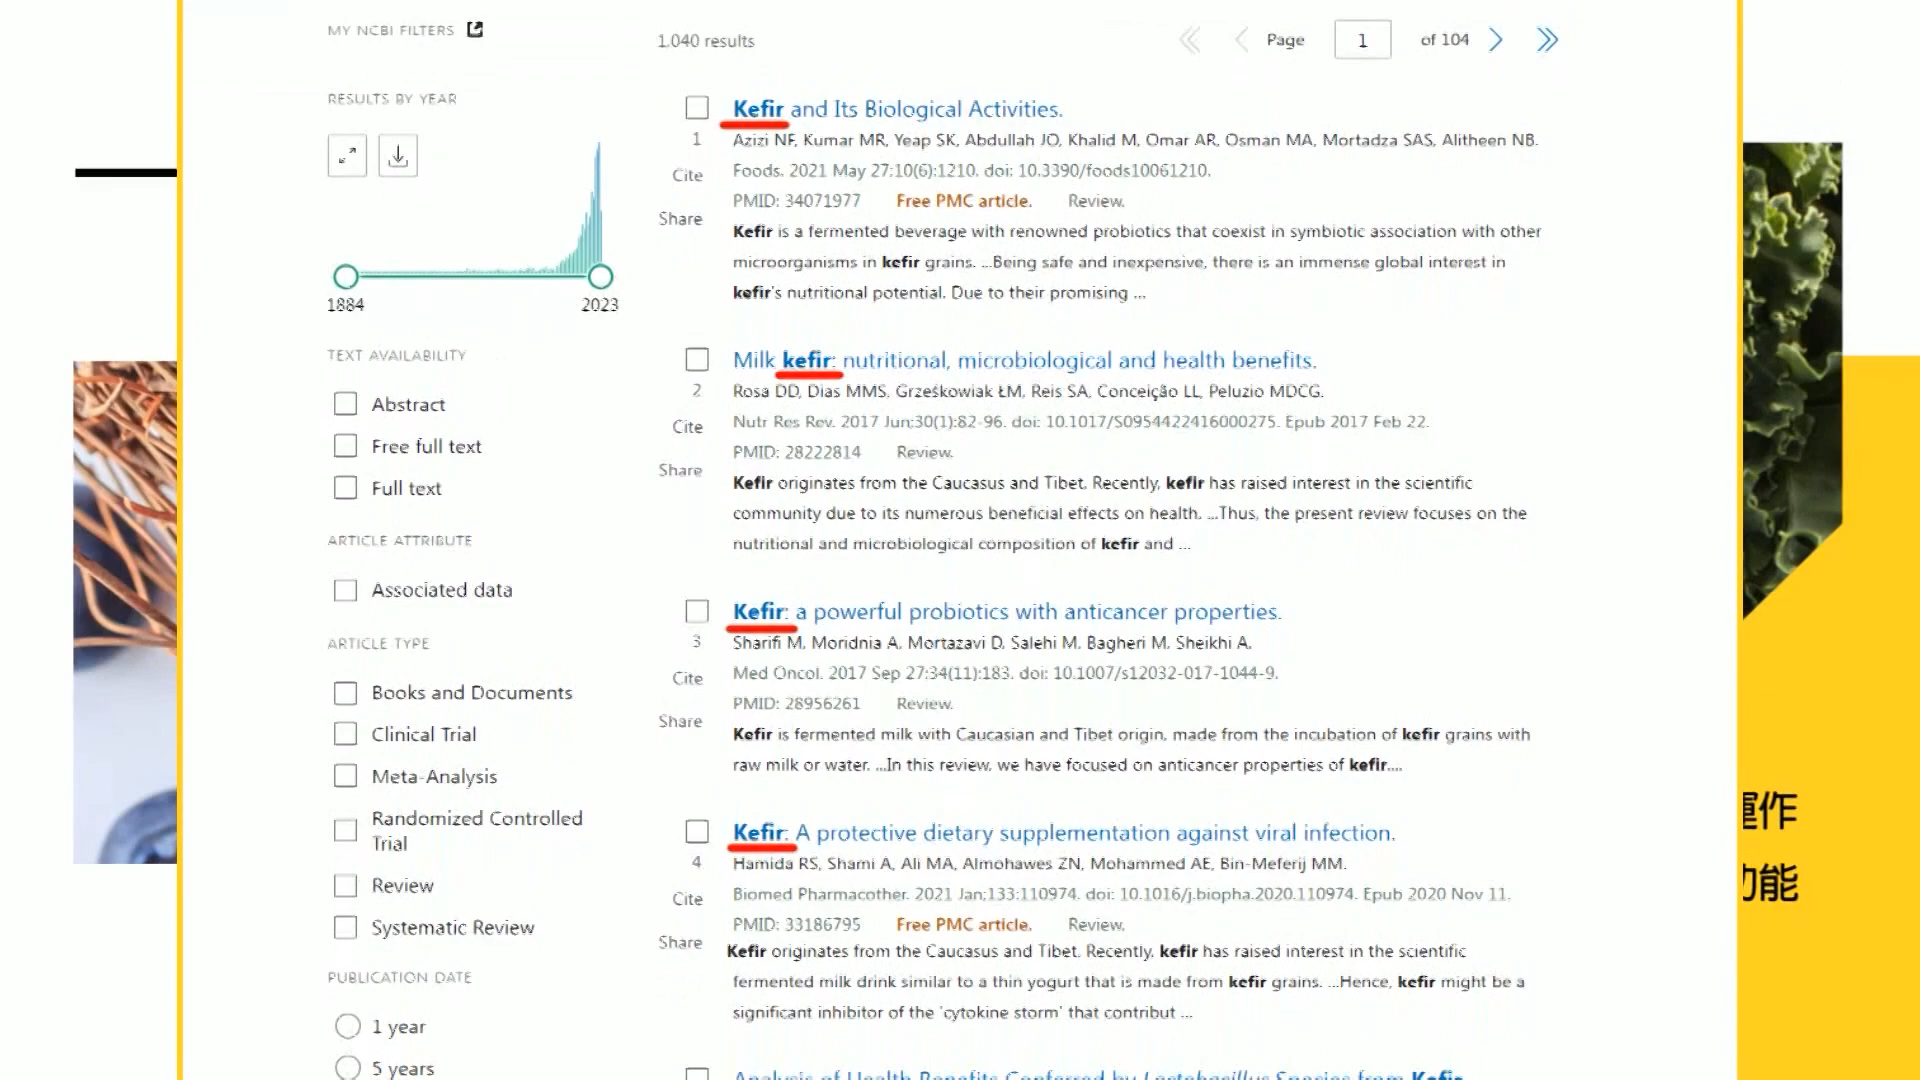 MY NCBI FILTERS
1.040 results
Page 1 of 104
RESULTS BY YEAR
1884
2023
TEXT AVAILABILITY
Abstract
Free full text
Full text
ARTICLE ATTRIBUTE
Associated data
ARTICLE TYPE
Books and Documents
Clinical Trial
Meta-Analysis
Randomized Controlled
Trial
Review
Systematic Review
PUBLICATION DATE
1 year
5 years
Kefir and Its Biological Activities.
1
Cite
Share
Azizi NF, Kumar MR, Yeap SK, Abdullah JO, Khalid M, Omar AR, Osman MA, Mortadza SAS, Alitheen NB.
Foods. 2021 May 27;10(6):1210. doi: 10.3390/foods10061210.
PMID: 34071977 Free PMC article. Review.
Kefir is a fermented beverage with renowned probiotics that coexist in symbiotic association with other
microorganisms in kefir grains. ...Being safe and inexpensive, there is an immense global interest in
kefir's nutritional potential. Due to their promising ...
Milk kefir: nutritional, microbiological and health benefits.
2
Cite
Share
Rosa DD, Dias MMS, Grześkowiak ŁM, Reis SA, Conceição LL, Peluzio MDCG.
Nutr Res Rev. 2017 Jun;30(1):82-96. doi: 10.1017/S0954422416000275. Epub 2017 Feb 22.
PMID: 28222814 Review.
Kefir originates from the Caucasus and Tibet. Recently, kefir has raised interest in the scientific
community due to its numerous beneficial effects on health. ...Thus, the present review focuses on the
nutritional and microbiological composition of kefir and ...
Kefir: a powerful probiotics with anticancer properties.
3
Cite
Share
Sharifi M, Moridnia A, Mortazavi D, Salehi M, Bagheri M, Sheikhi A.
Med Oncol. 2017 Sep 27;34(11):183. doi: 10.1007/s12032-017-1044-9.
PMID: 28956261 Review.
Kefir is fermented milk with Caucasian and Tibet origin, made from the incubation of kefir grains with
raw milk or water. ...In this review, we have focused on anticancer properties of kefir....
Kefir: A protective dietary supplementation against viral infection.
4
Cite
Share
Hamida RS, Shami A, Ali MA, Almohawes ZN, Mohammed AE, Bin-Meferij MM.
Biomed Pharmacother. 2021 Jan;133:110974. doi: 10.1016/j.biopha.2020.110974. Epub 2020 Nov 11.
PMID: 33186795 Free PMC article. Review.
Kefir originates from the Caucasus and Tibet. Recently, kefir has raised interest in the scientific
fermented milk drink similar to a thin yogurt that is made from kefir grains. ...Hence, kefir might be a
significant inhibitor of the 'cytokine storm' that contribut ...
Analysis of Health Benefits Conferred by Lactobacillus Species from Kefir.
運作
功能